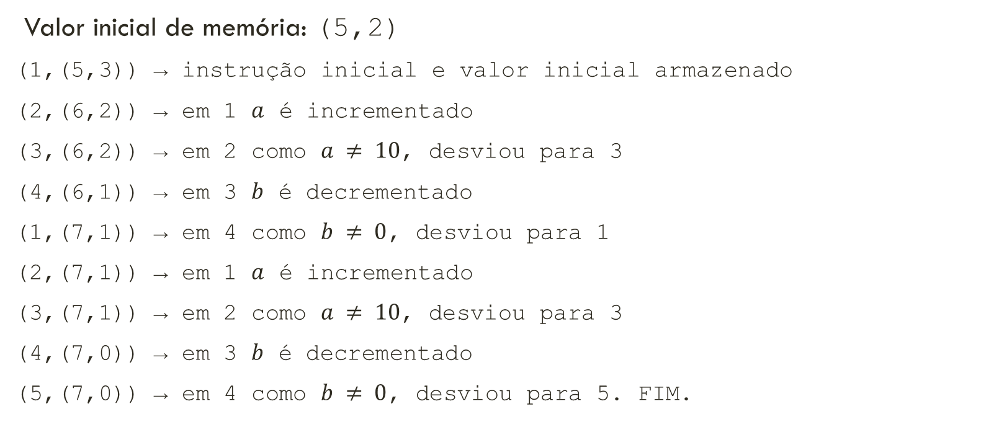 Valor inicial de memória: (5,2)
(1,(5,3)) → instrução inicial e valor inicial armazenado
(2,(6,2)) → em 1 a é incrementado
(3,(6,2)) → em 2 como a ≠ 10, desviou para 3
(4,(6,1)) → em 3 b é decrementado
(1,(7,1)) → em 4 como b ≠ 0, desviou para 1
(2,(7,1)) → em 1 a é incrementado
(3,(7,1)) → em 2 como a ≠ 10, desviou para 3
(4,(7,0)) → em 3 b é decrementado
(5,(7,0)) → em 4 como b ≠ 0, desviou para 5. FIM.